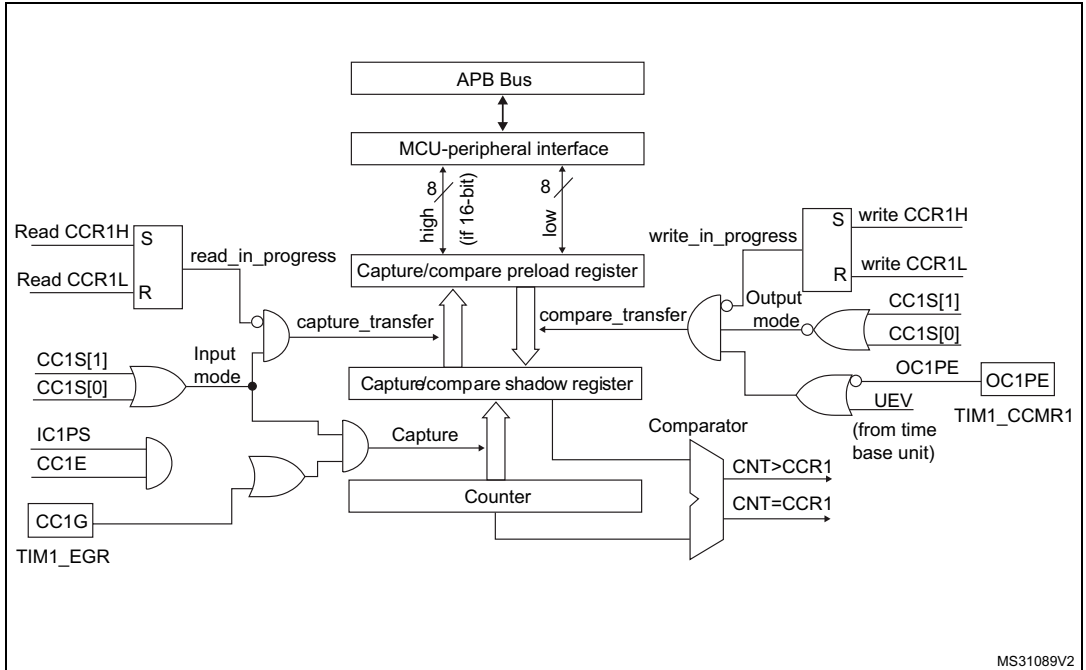 APB Bus
MCU-peripheral interface
8
high
(if 16-bit)
8
low
Read CCR1H
S
read_in_progress
Read CCR1L
R
write_in_progress
S
write CCR1H
R
write CCR1L
Capture/compare preload register
capture_transfer
compare_transfer
Output
mode
CC1S[1]
CC1S[0]
CC1S[1]
CC1S[0]
Input
mode
Capture/compare shadow register
OC1PE
OC1PE
UEV
TIM1_CCMR1
(from time
base unit)
IC1PS
CC1E
Capture
Comparator
CNT>CCR1
CNT=CCR1
Counter
CC1G
TIM1_EGR
MS31089V2